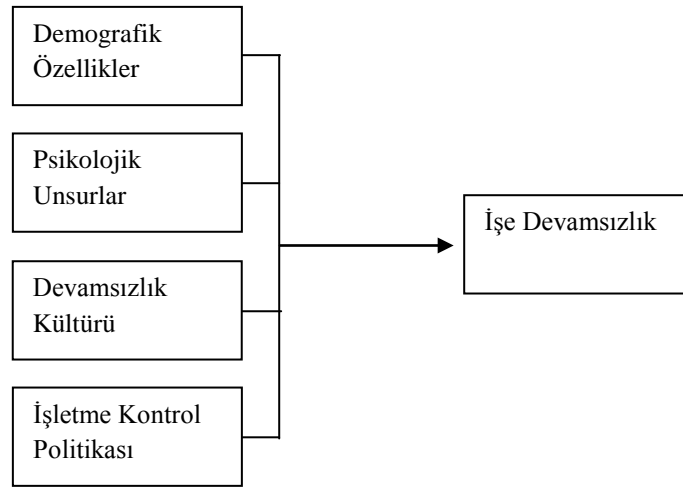 Demografik
Özellikler
Psikolojik
Unsurlar
İşe Devamsızlık
Devamsızlık
Kültürü
İşletme Kontrol
Politikası